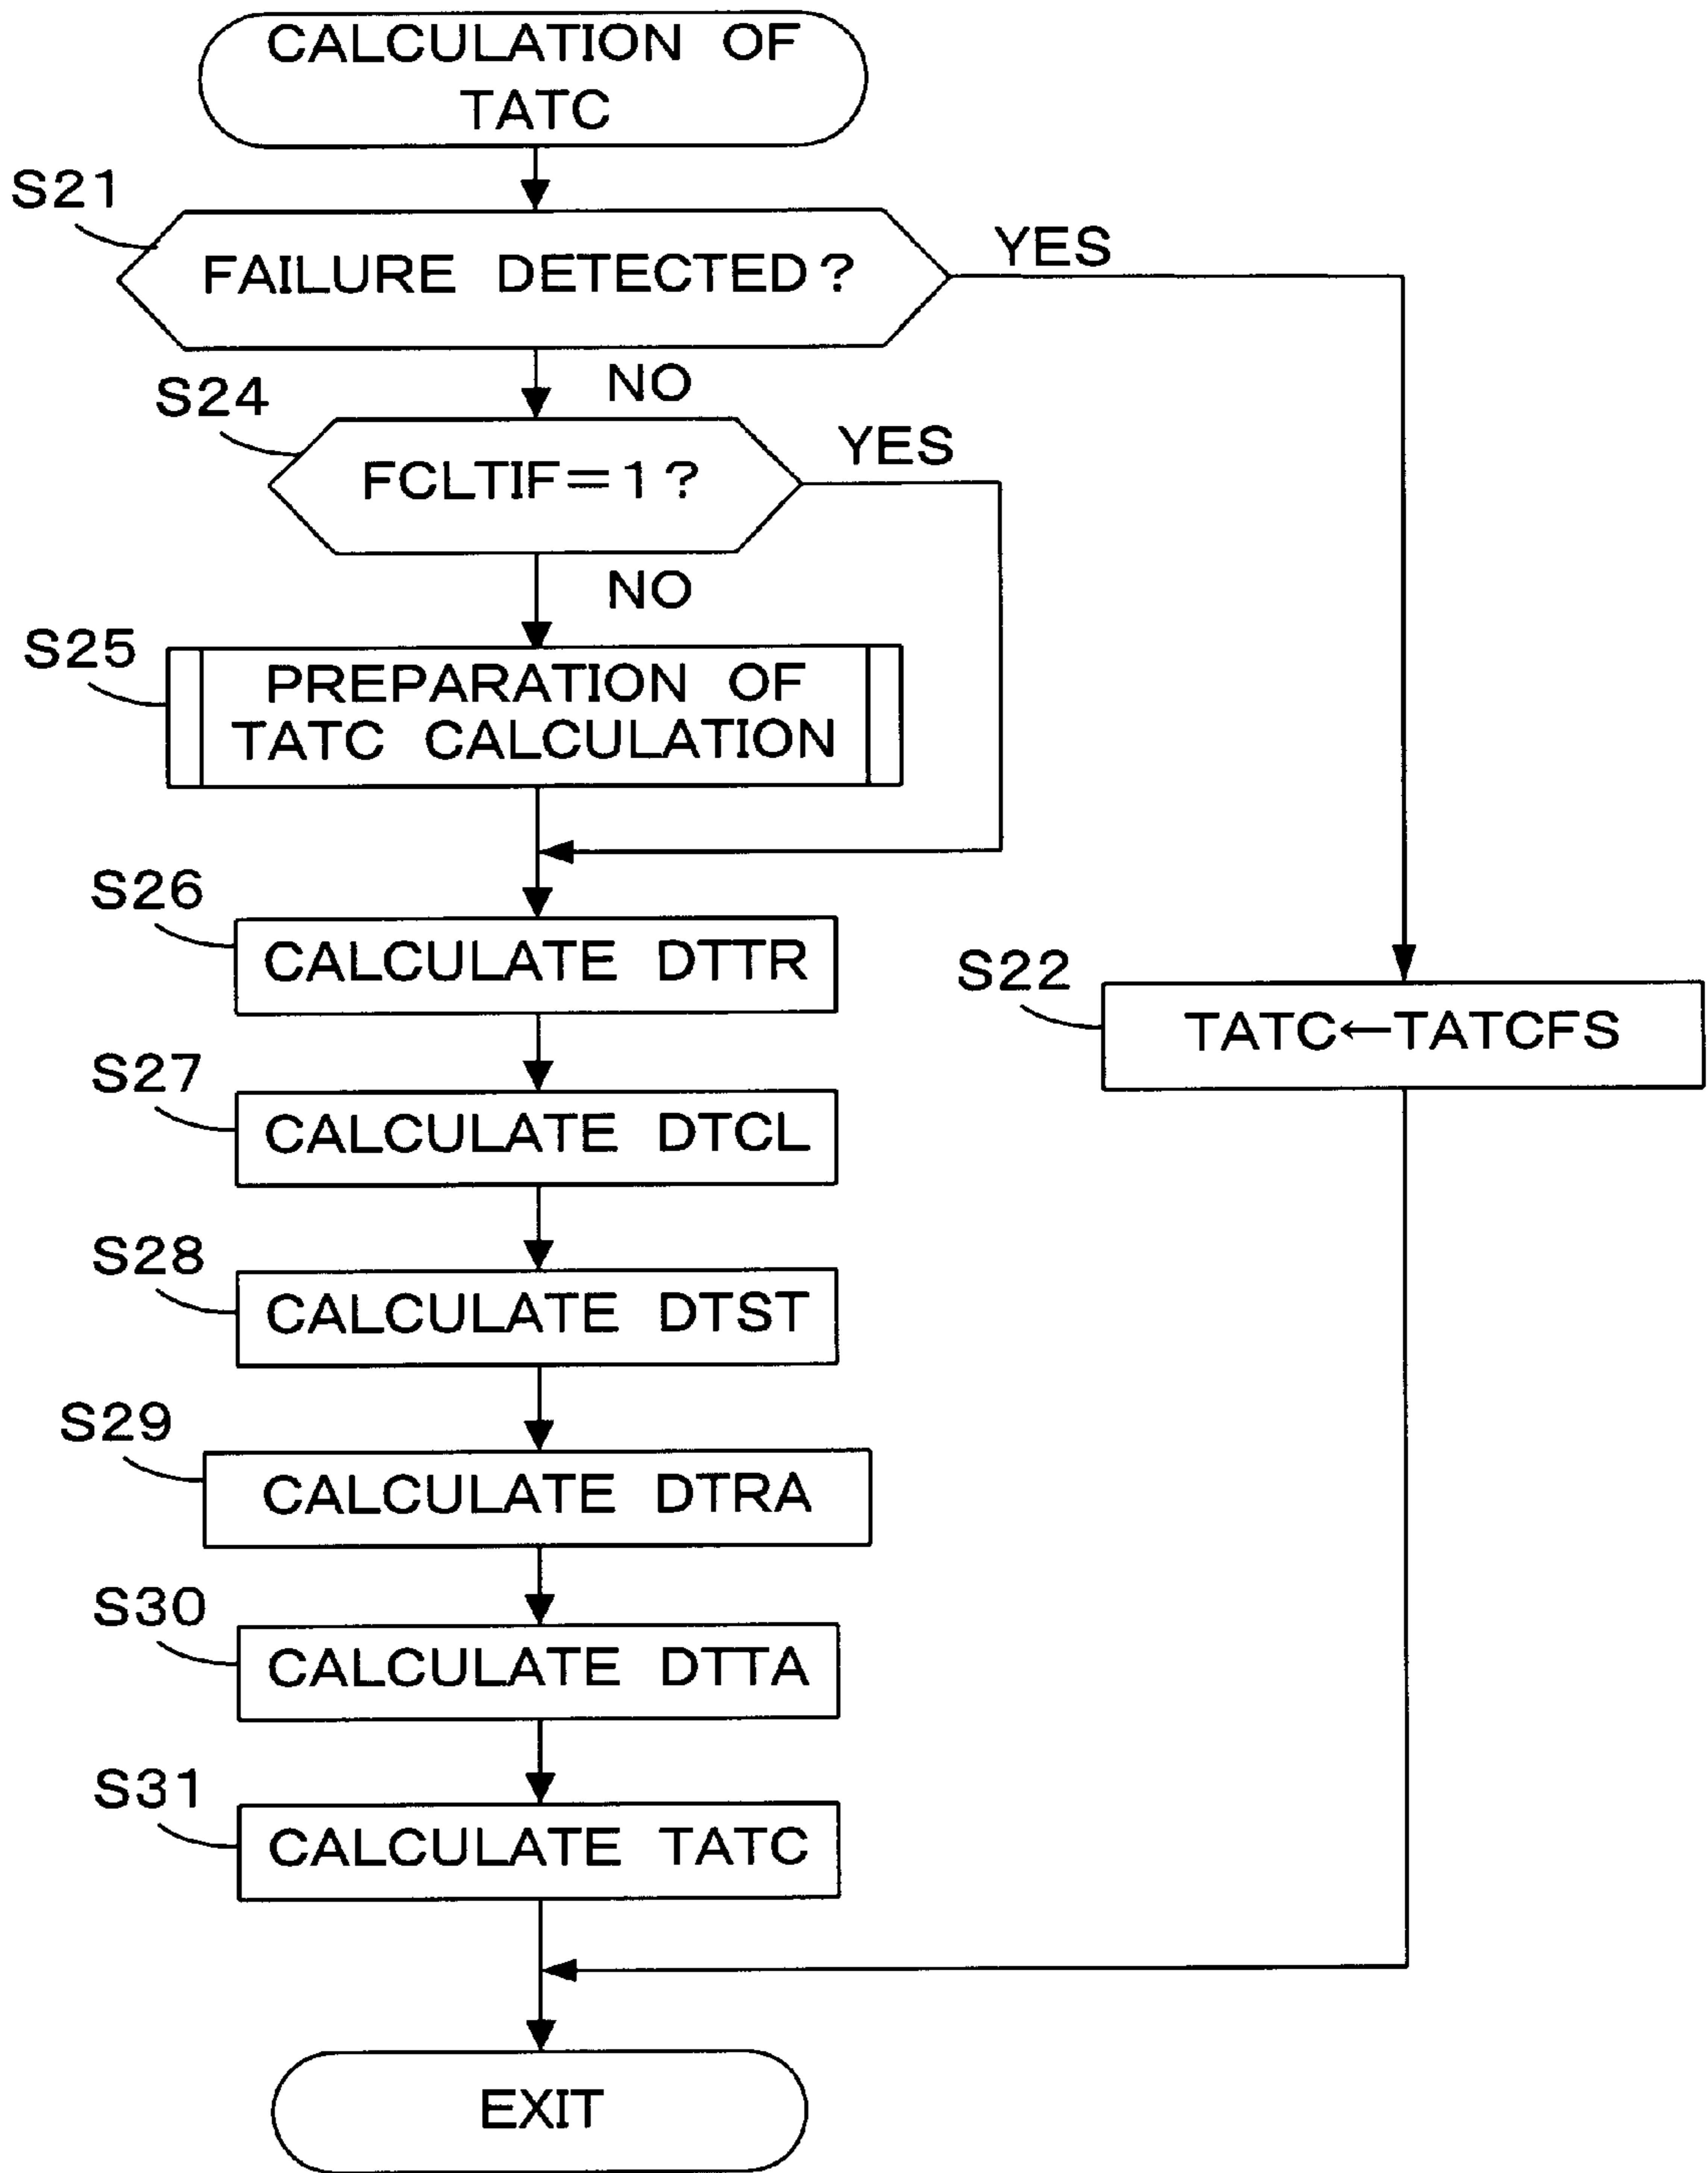 CALCULATION OF
TATC
S21
FAILURE DETECTED?
YES
NO
S24
FCLTIF=1?
YES
NO
S25
PREPARATION OF
TATC CALCULATION
S26
CALCULATE DTTR
S22
TATC←TATCFS
S27
CALCULATE DTCL
S28
CALCULATE DTST
S29
CALCULATE DTRA
S30
CALCULATE DTTA
S31
CALCULATE TATC
EXIT